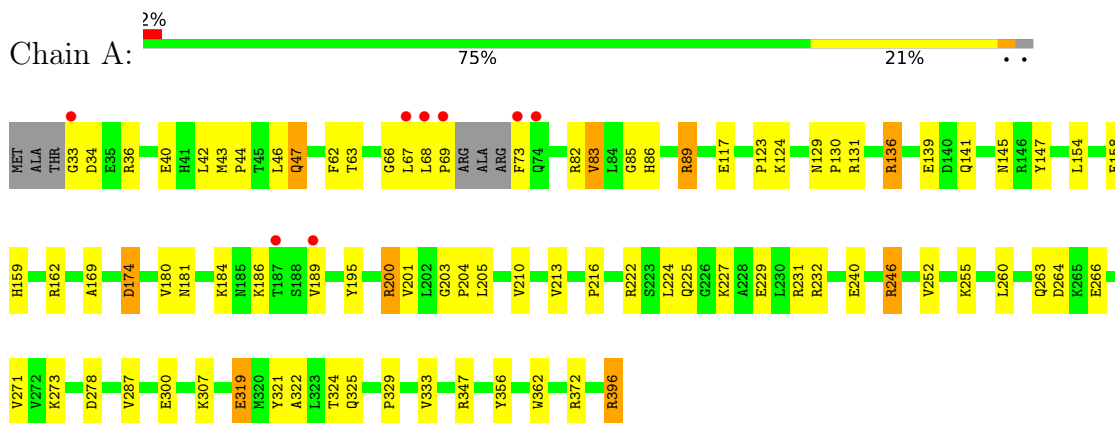 2%
Chain A:
75% 21% • •
MET ALA THR G33 D34 E35 R36 E40 H41 L42 M43 P44 T45 L46 Q47 F62 T63 G66 L67 L68 P69 ARG ALA ARG F73 Q74 R82 V83 L84 G85 H86 R89 E117 P123 K124 N129 P130 R131 R136 E139 D140 Q141 N145 R146 Y147 L154
H159 R162 A169 D174 V180 N181 K184 N185 K186 T187 S188 V189 Y195 R200 V201 L202 G203 P204 L205 V210 V213 P216 R222 S223 L224 Q225 G226 K227 A228 E229 L230 R231 R232 E240 R246 V252 K255 L260 Q263 D264 K265 E266
V271 V272 K273 D278 V287 E300 K307 E319 M320 Y321 A322 L323 T324 Q325 P329 V333 R347 Y356 W362 R372 R396